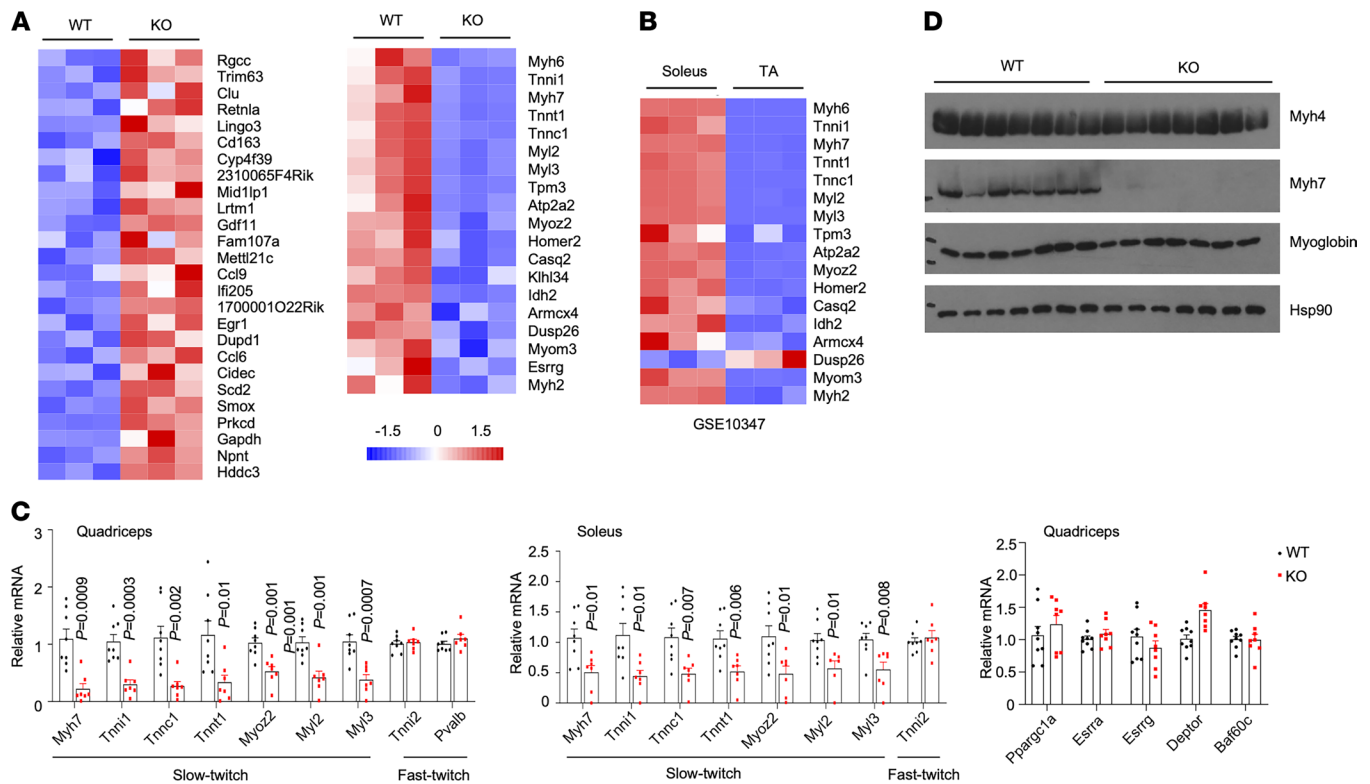 A
WT
KO
Rgcc
Trim63
Clu
Retnla
Lingo3
Cd163
Cyp4f39
2310065F4Rik
Mid1lp1
Lrtm1
Gdf11
Fam107a
Mettl21c
Ccl9
Ifi205
1700001O22Rik
Egr1
Dupd1
Ccl6
Cidec
Scd2
Smox
Prkcd
Gapdh
Npnt
Hddc3
WT
KO
Myh6
Tnni1
Myh7
Tnnt1
Tnnc1
Myl2
Myl3
Tpm3
Atp2a2
Myoz2
Homer2
Casq2
Klhl34
Idh2
Armcx4
Dusp26
Myom3
Esrrg
Myh2
-1.5 0 1.5
B
Soleus
TA
Myh6
Tnni1
Myh7
Tnnt1
Tnnc1
Myl2
Myl3
Tpm3
Atp2a2
Myoz2
Homer2
Casq2
Idh2
Armcx4
Dusp26
Myom3
Myh2
GSE10347
D
WT
KO
Myh4
Myh7
Myoglobin
Hsp90
C
Quadriceps
Relative mRNA
3
2
1
0
P=0.0009
P=0.0003
P=0.002
P=0.01
P=0.001
P=0.001
P=0.001
P=0.0007
Myh7
Tnni1
Tnnc1
Tnnt1
Myoz2
Myl2
Myl3
Tnni2
Pvalb
Slow-twitch
Fast-twitch
Soleus
Relative mRNA
2.5
2.0
1.5
1.0
0.5
0
P=0.01
P=0.01
P=0.007
P=0.006
P=0.01
P=0.01
P=0.008
Myh7
Tnni1
Tnnc1
Tnnt1
Myoz2
Myl2
Myl3
Tnni2
Slow-twitch
Fast-twitch
Quadriceps
Relative mRNA
2.5
2.0
1.5
1.0
0.5
0
Ppargc1a
Esrra
Esrrg
Deptor
Baf60c
WT
KO